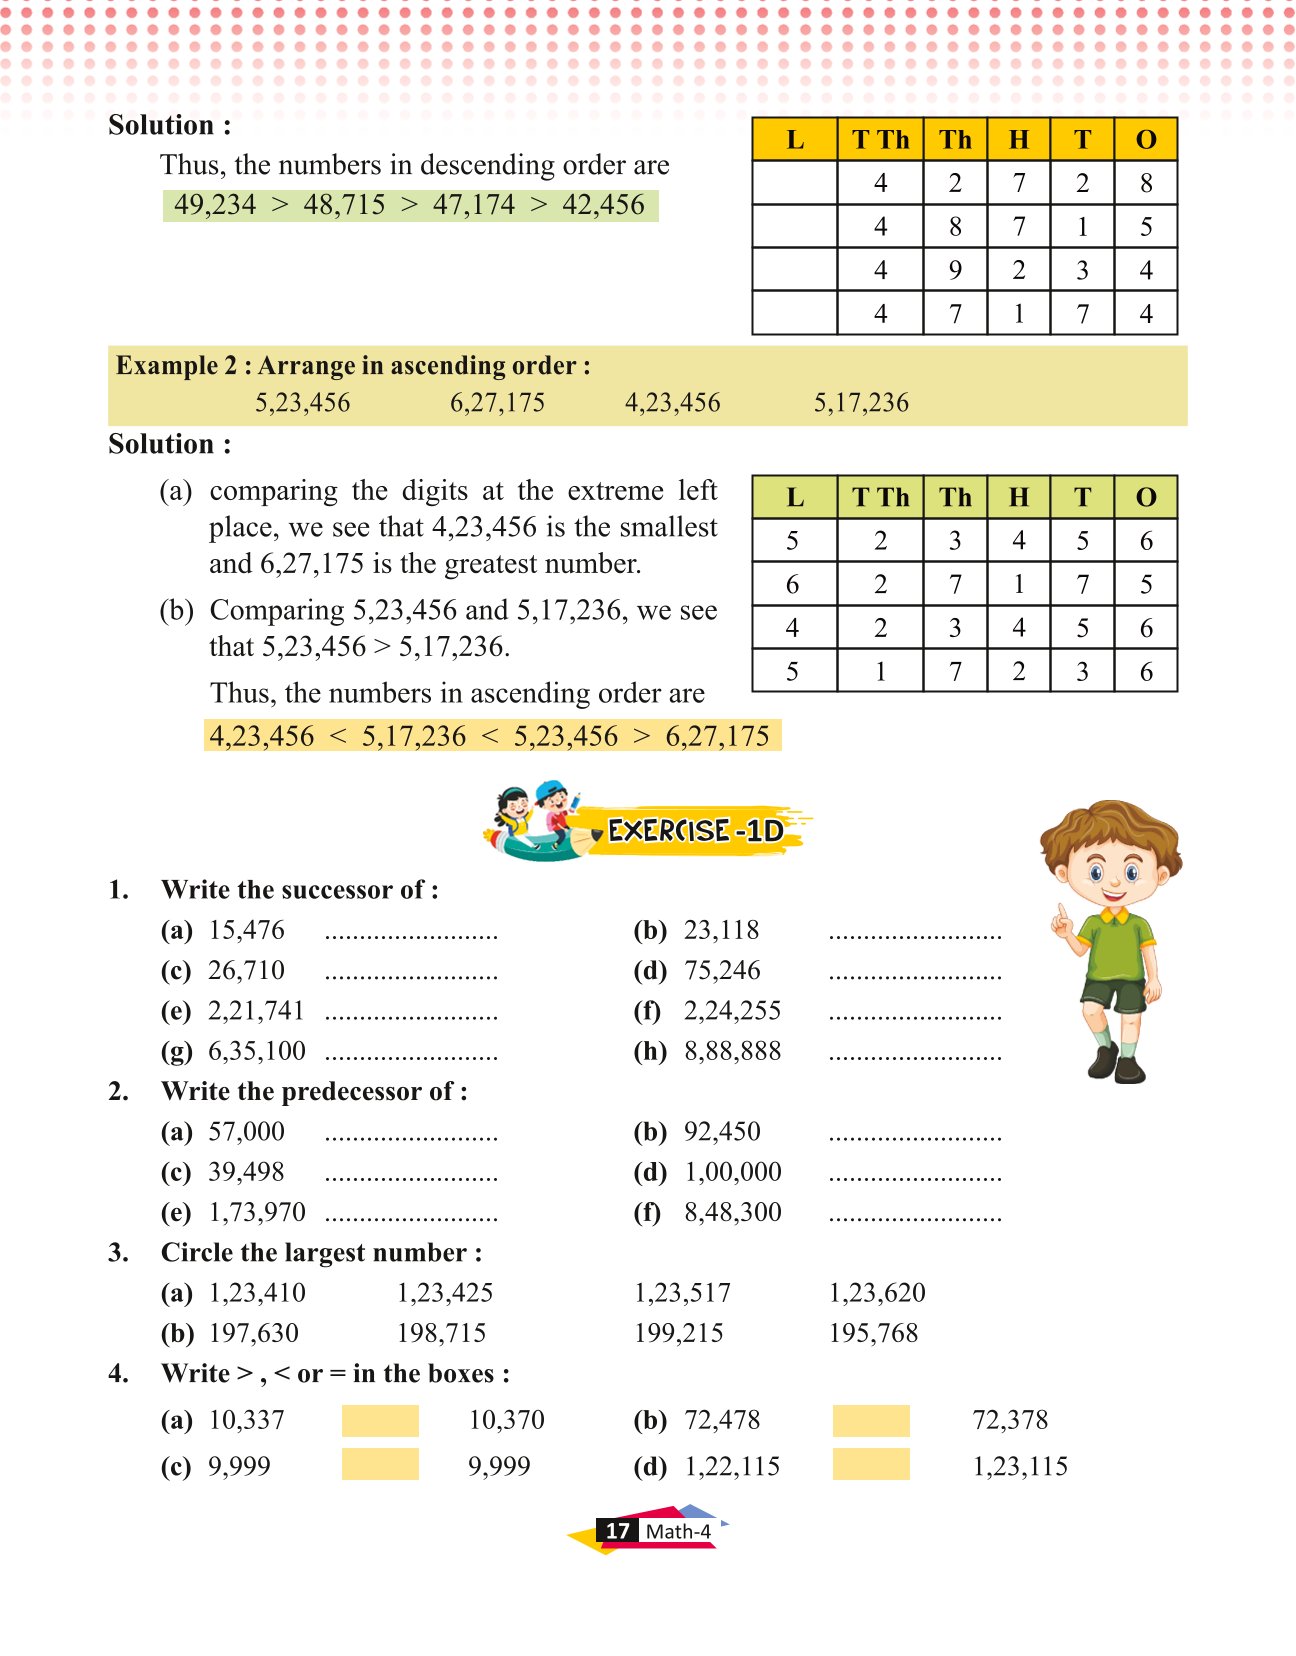 Solution :
Thus, the numbers in descending order are
49,234 > 48,715 > 47,174 > 42,456
L T Th Th H T O
4 2 7 2 8
4 8 7 1 5
4 9 2 3 4
4 7 1 7 4
Example 2 : Arrange in ascending order :
5,23,456 6,27,175 4,23,456 5,17,236
Solution :
(a) comparing the digits at the extreme left
place, we see that 4,23,456 is the smallest
and 6,27,175 is the greatest number.
(b) Comparing 5,23,456 and 5,17,236, we see
that 5,23,456 > 5,17,236.
Thus, the numbers in ascending order are
4,23,456 < 5,17,236 < 5,23,456 > 6,27,175
L T Th Th H T O
5 2 3 4 5 6
6 2 7 1 7 5
4 2 3 4 5 6
5 1 7 2 3 6
EXERCISE -1D
1. Write the successor of :
(a) 15,476 ......................... (b) 23,118 .........................
(c) 26,710 ......................... (d) 75,246 .........................
(e) 2,21,741 ......................... (f) 2,24,255 .........................
(g) 6,35,100 ......................... (h) 8,88,888 .........................
2. Write the predecessor of :
(a) 57,000 ......................... (b) 92,450 .........................
(c) 39,498 ......................... (d) 1,00,000 .........................
(e) 1,73,970 ......................... (f) 8,48,300 .........................
3. Circle the largest number :
(a) 1,23,410 1,23,425 1,23,517 1,23,620
(b) 197,630 198,715 199,215 195,768
4. Write > , < or = in the boxes :
(a) 10,337 10,370 (b) 72,478 72,378
(c) 9,999 9,999 (d) 1,22,115 1,23,115
17 Math-4